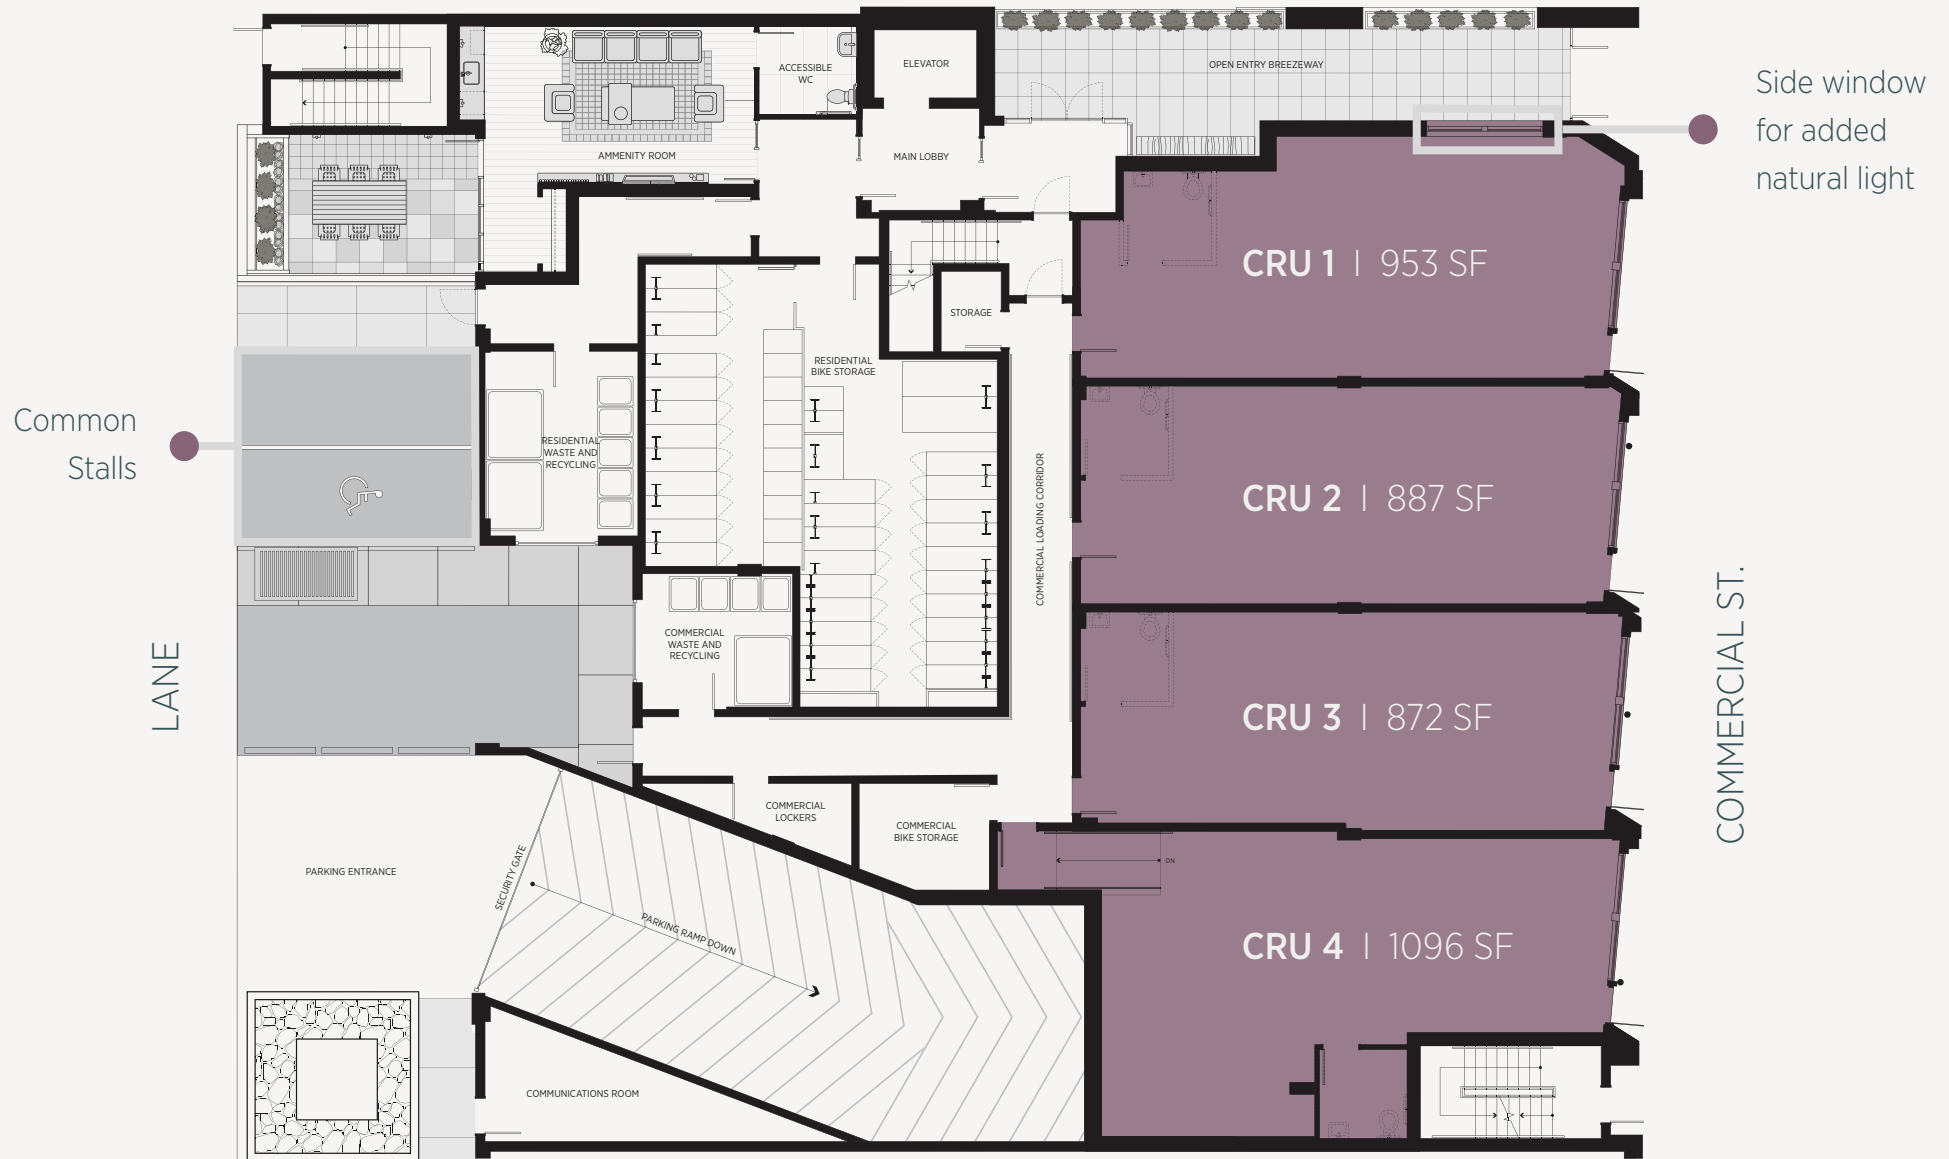 ELEVATOR
OPEN ENTRY BREEZEWAY
ACCESSIBLE
WC
Side window
for added
natural light
AMMENITY ROOM
MAIN LOBBY
CRU 1 | 953 SF
STORAGE
RESIDENTIAL
BIKE STORAGE
Common
Stalls
RESIDENTIAL
WASTE AND
RECYCLING
COMMERCIAL LOADING CORRIDOR
CRU 2 | 887 SF
LANE
COMMERCIAL
WASTE AND
RECYCLING
CRU 3 | 872 SF
COMMERCIAL ST.
COMMERCIAL
LOCKERS
COMMERCIAL
BIKE STORAGE
DN
PARKING ENTRANCE
SECURITY GATE
PARKING RAMP DOWN
CRU 4 | 1096 SF
COMMUNICATIONS ROOM